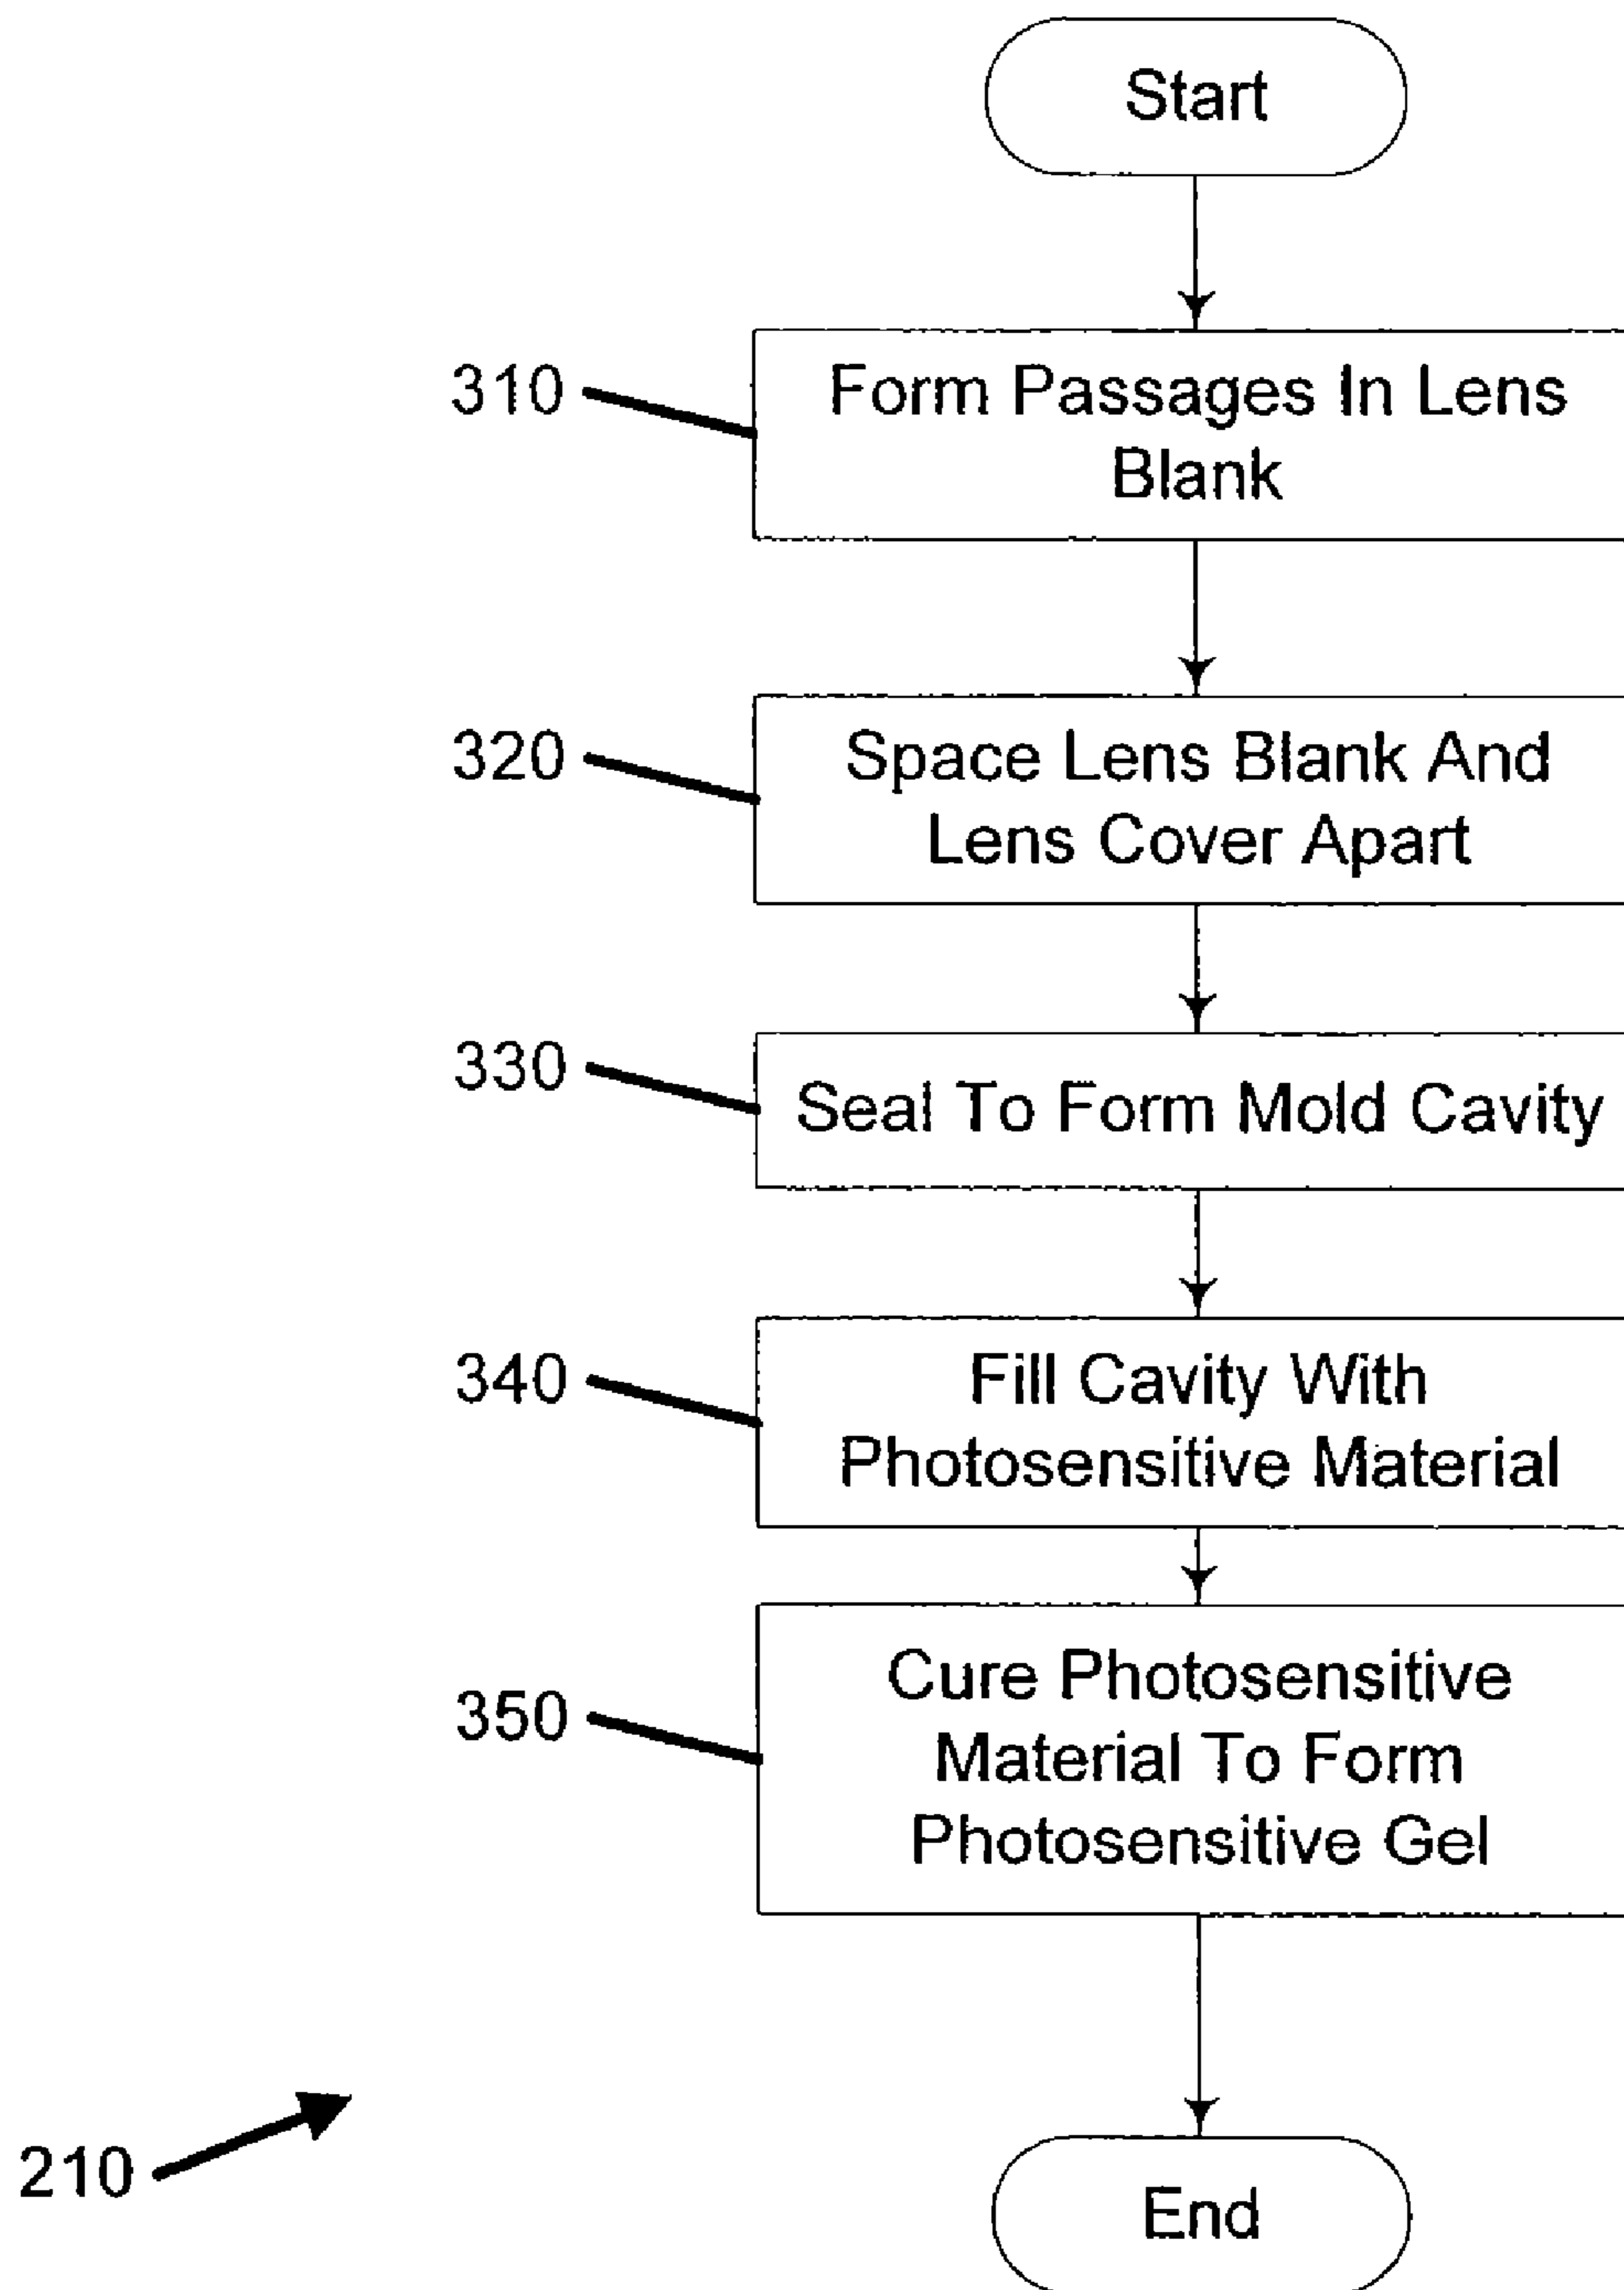 Start
310
Form Passages In Lens
Blank
320
Space Lens Blank And
Lens Cover Apart
330
Seal To Form Mold Cavity
340
Fill Cavity With
Photosensitive Material
350
Cure Photosensitive
Material To Form
Photosensitive Gel
210
End